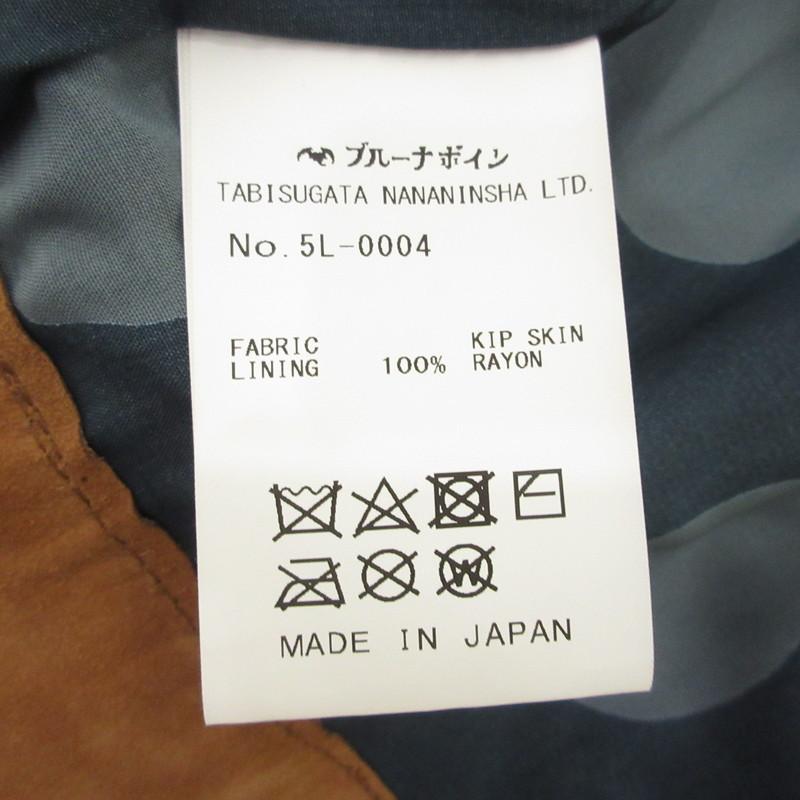 ブルーナボイン
TABISUGATA NANANINSHA LTD.
No. 5L-0004
FABRIC KIP SKIN
LINING 100% RAYON
W
MADE IN JAPAN